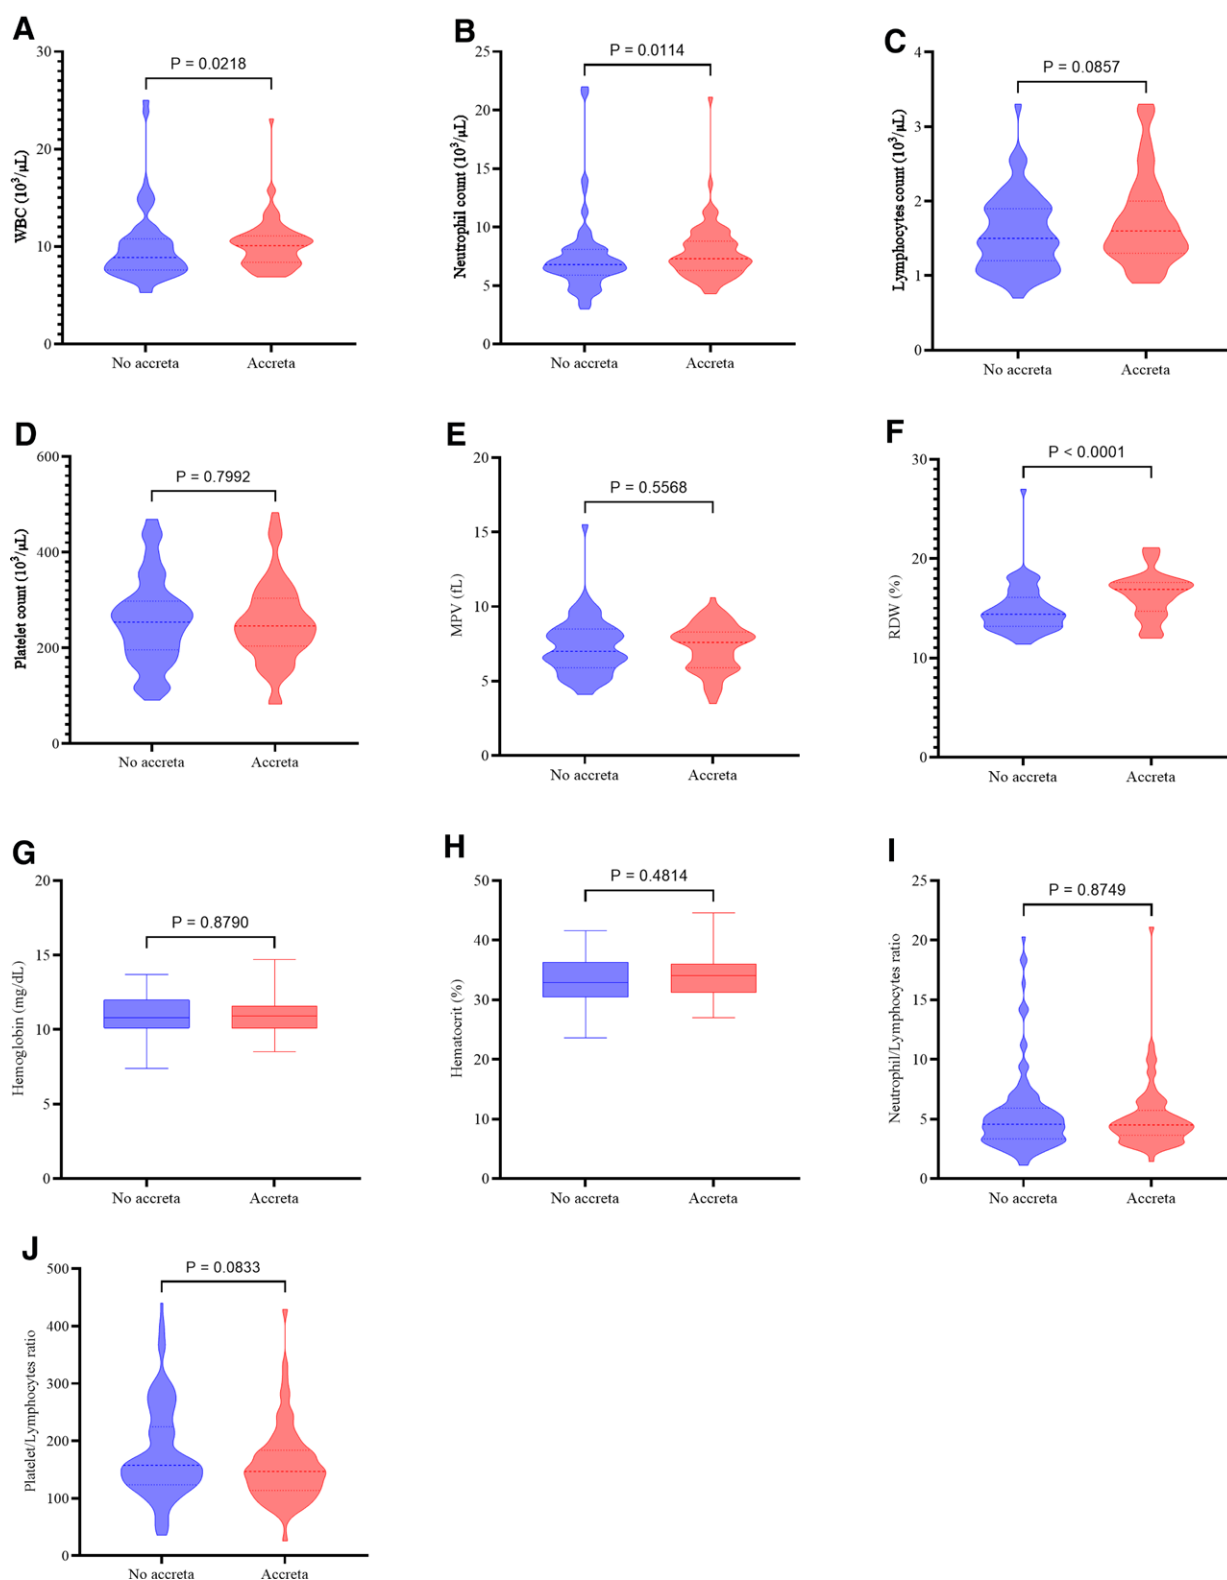 A
B
C
P = 0.0218
P = 0.0114
P = 0.0857
WBC (10³/μL)
30
20
10
0
No accreta
Accreta
Neutrophil count (10³/μL)
25
20
15
10
5
0
No accreta
Accreta
Lymphocytes count (10³/μL)
4
3
2
1
0
No accreta
Accreta
D
E
F
P = 0.7992
P = 0.5568
P < 0.0001
Platelet count (10³/μL)
600
400
200
0
No accreta
Accreta
MPV (fL)
20
15
10
5
0
No accreta
Accreta
RDW (%)
30
20
10
0
No accreta
Accreta
G
H
I
P = 0.8790
P = 0.4814
P = 0.8749
Hemoglobin (mg/dL)
20
15
10
5
0
No accreta
Accreta
Hematocrit (%)
50
40
30
20
10
0
No accreta
Accreta
Neutrophil/Lymphocytes ratio
25
20
15
10
5
0
No accreta
Accreta
J
P = 0.0833
Platelet/Lymphocytes ratio
500
400
300
200
100
0
No accreta
Accreta